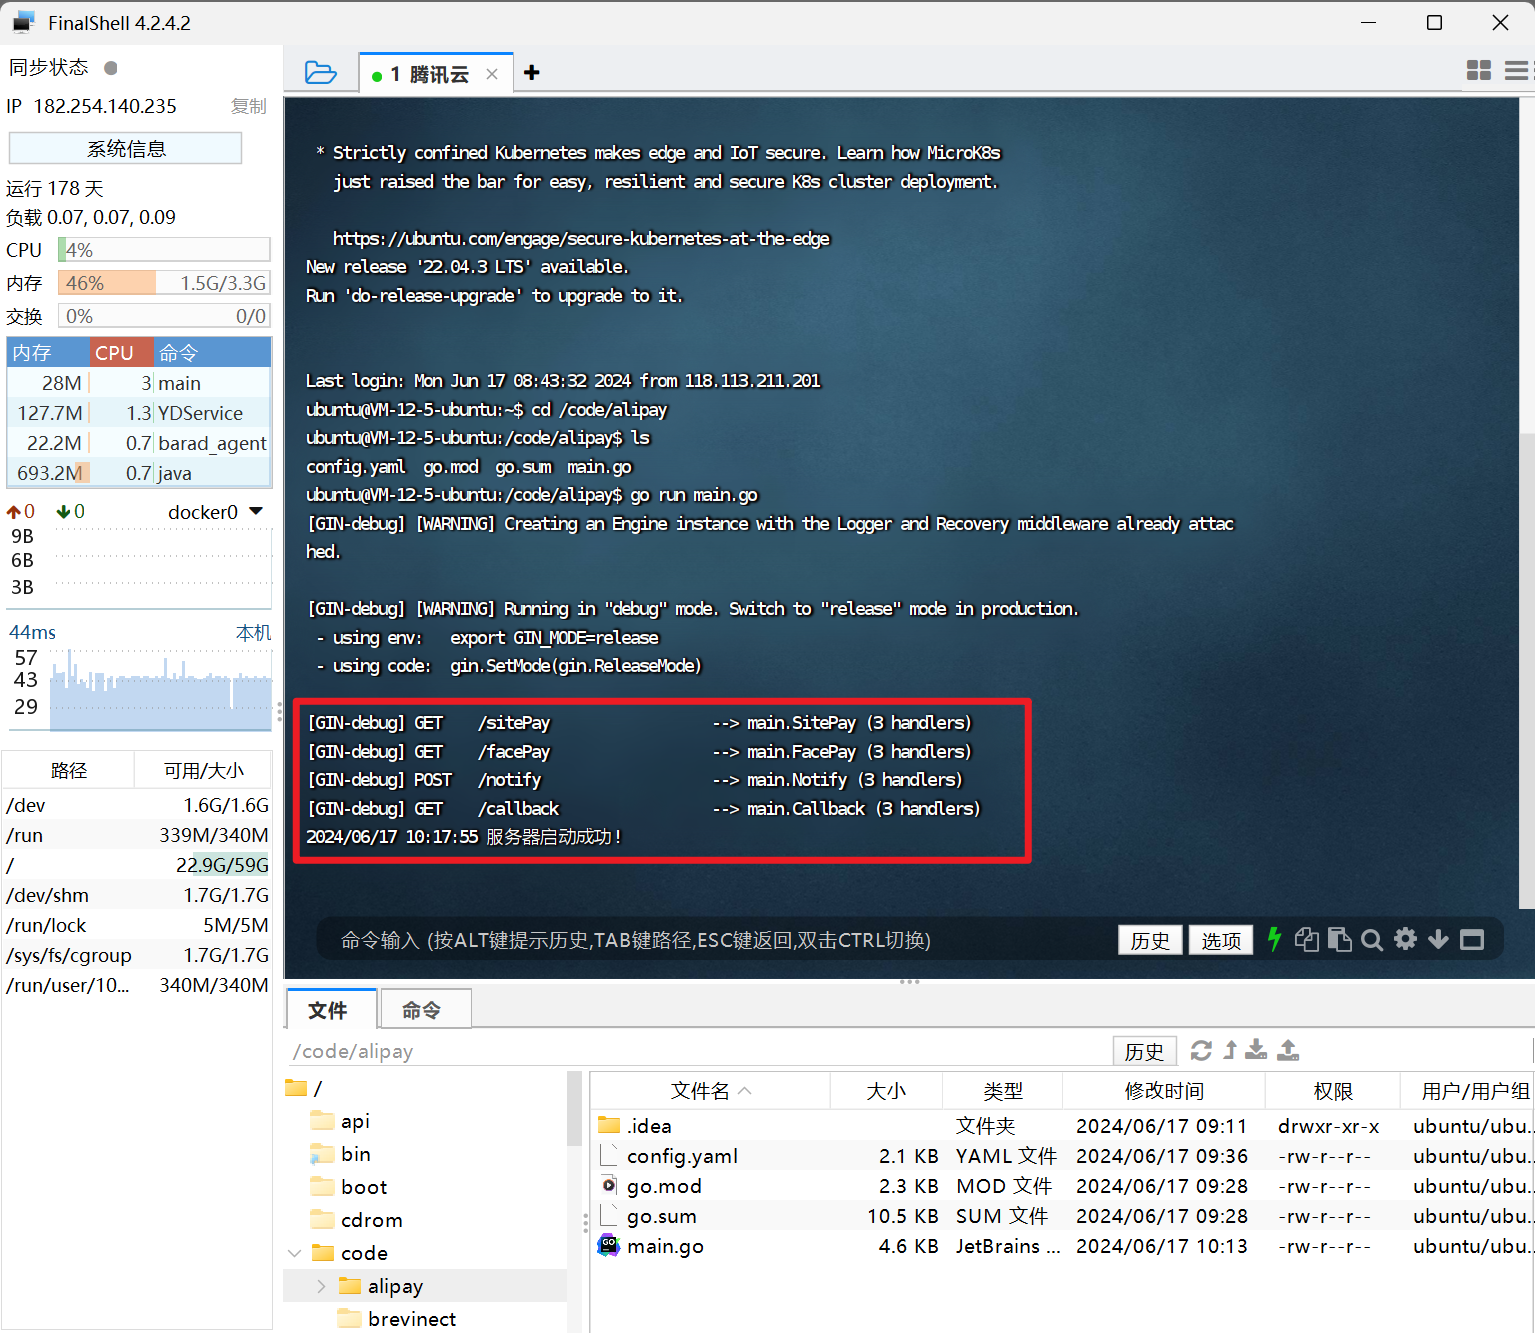 FinalShell 4.2.4.2
同步状态
IP 182.254.140.235 复制
系统信息
运行 178 天
负载 0.07, 0.07, 0.09
CPU 4%
内存 46% 1.5G/3.3G
交换 0% 0/0
内存 CPU 命令
28M 3 main
127.7M 1.3 YDService
22.2M 0.7 barad_agent
693.2M 0.7 java
0 0 docker0
9B
6B
3B
44ms 本机
57
43
29
路径 可用/大小
/dev 1.6G/1.6G
/run 339M/340M
/ 22.9G/59G
/dev/shm 1.7G/1.7G
/run/lock 5M/5M
/sys/fs/cgroup 1.7G/1.7G
/run/user/10... 340M/340M
1 腾讯云
* Strictly confined Kubernetes makes edge and IoT secure. Learn how MicroK8s
just raised the bar for easy, resilient and secure K8s cluster deployment.
https://ubuntu.com/engage/secure-kubernetes-at-the-edge
New release '22.04.3 LTS' available.
Run 'do-release-upgrade' to upgrade to it.
Last login: Mon Jun 17 08:43:32 2024 from 118.113.211.201
ubuntu@VM-12-5-ubuntu:~$ cd /code/alipay
ubuntu@VM-12-5-ubuntu:/code/alipay$ ls
config.yaml go.mod go.sum main.go
ubuntu@VM-12-5-ubuntu:/code/alipay$ go run main.go
[GIN-debug] [WARNING] Creating an Engine instance with the Logger and Recovery middleware already attac
hed.
[GIN-debug] [WARNING] Running in "debug" mode. Switch to "release" mode in production.
- using env: export GIN_MODE=release
- using code: gin.SetMode(gin.ReleaseMode)
[GIN-debug] GET /sitePay --> main.SitePay (3 handlers)
[GIN-debug] GET /facePay --> main.FacePay (3 handlers)
[GIN-debug] POST /notify --> main.Notify (3 handlers)
[GIN-debug] GET /callback --> main.Callback (3 handlers)
2024/06/17 10:17:55 服务器启动成功!
命令输入 (按ALT键提示历史,TAB键路径,ESC键返回,双击CTRL切换) 历史 选项
文件 命令
/code/alipay 历史
/
api
bin
boot
cdrom
code
alipay
brevinect
文件名 大小 类型 修改时间 权限 用户/用户组
.idea 文件夹 2024/06/17 09:11 drwxr-xr-x ubuntu/ubu...
config.yaml 2.1 KB YAML 文件 2024/06/17 09:36 -rw-r--r-- ubuntu/ubu...
go.mod 2.3 KB MOD 文件 2024/06/17 09:28 -rw-r--r-- ubuntu/ubu...
go.sum 10.5 KB SUM 文件 2024/06/17 09:28 -rw-r--r-- ubuntu/ubu...
main.go 4.6 KB JetBrains ... 2024/06/17 10:13 -rw-r--r-- ubuntu/ubu...